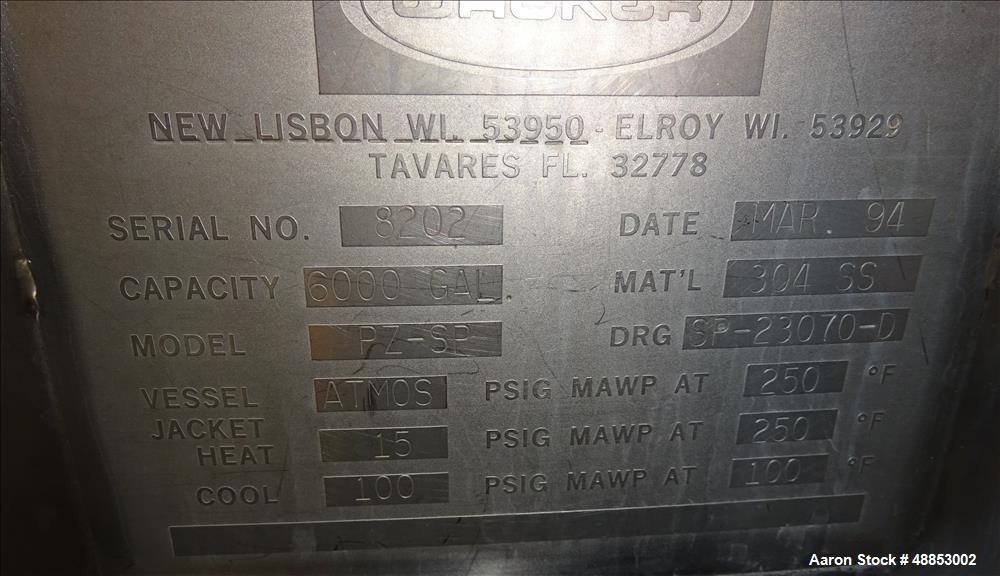 WALKER
NEW LISBON WI. 53950 - ELROY WI. 53929
TAVARES FL. 32778
SERIAL NO. 8202 DATE MAR 94
CAPACITY 6000 GAL MAT'L 304 SS
MODEL PZ-SP DRG SP-23070-D
VESSEL ATMOS PSIG MAWP AT 250 °F
JACKET
HEAT 15 PSIG MAWP AT 250 °F
COOL 100 PSIG MAWP AT 100 °F
Aaron Stock # 48853002